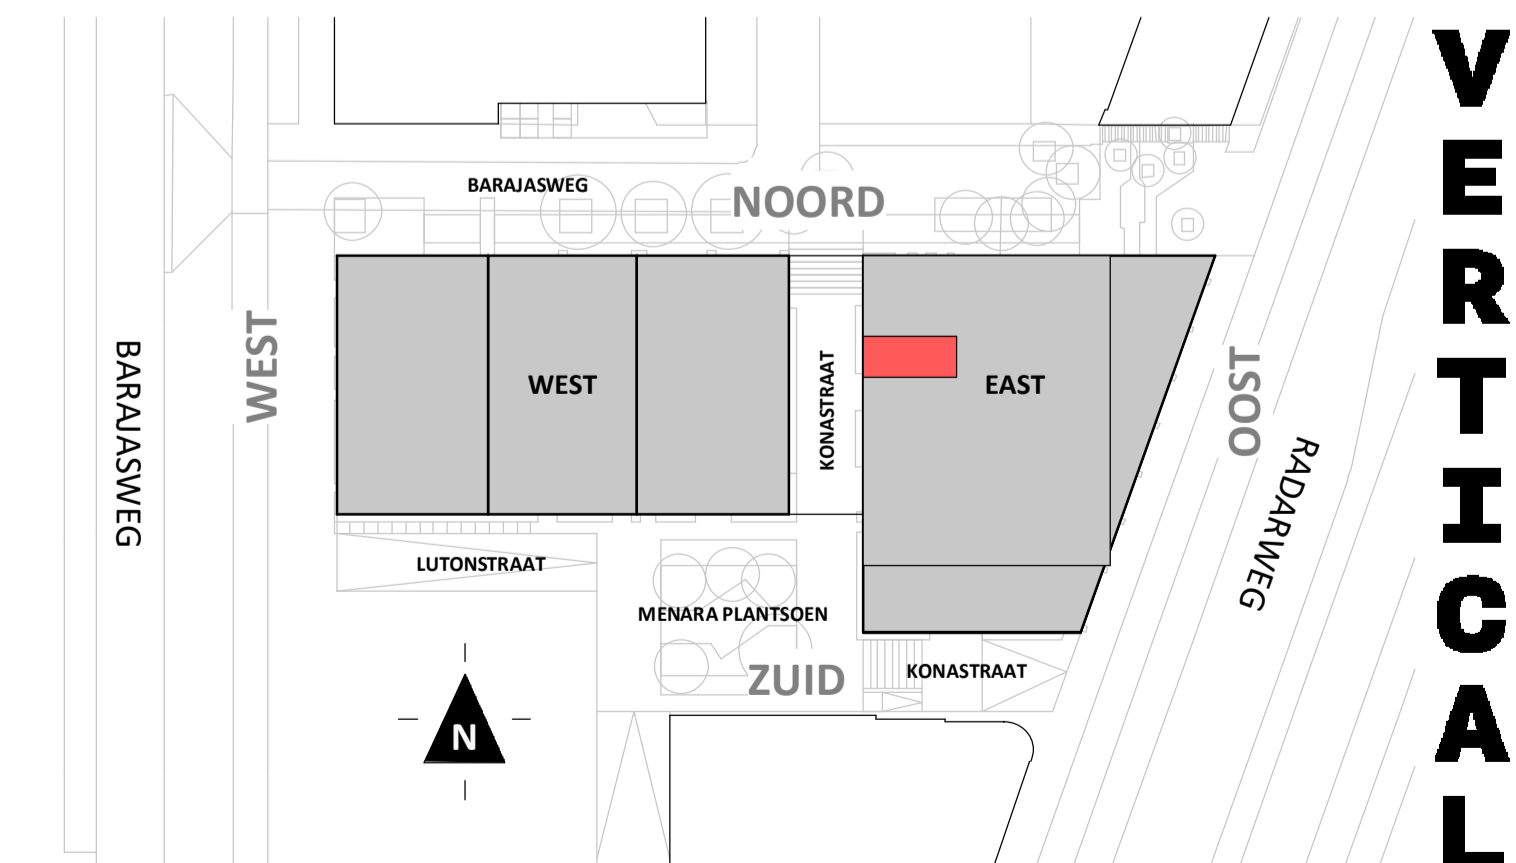 BARAJASWEG
NOORD
WEST
BARAJASWEG
WEST
KONASTRAAT
EAST
OOST
RADARWEG
LUTONSTRAAT
MENARA PLANTSOEN
ZUID
KONASTRAAT
N
VERTICAL